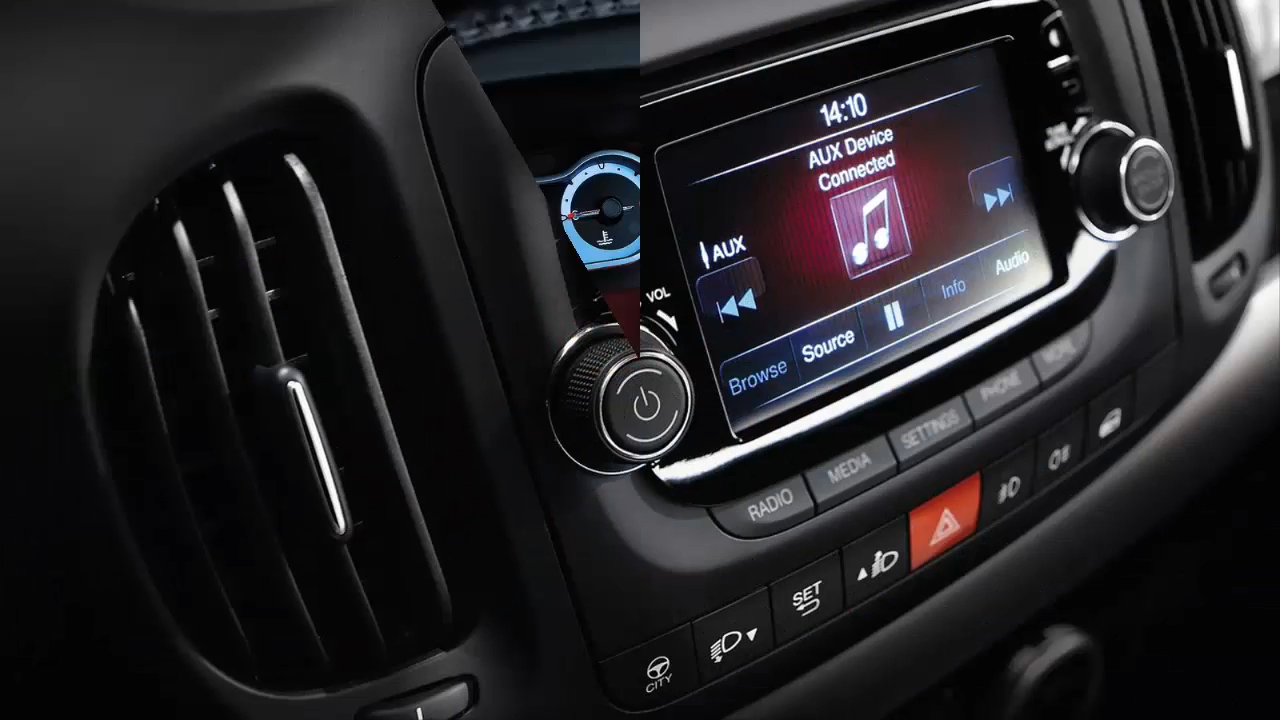 14:10
AUX Device
Connected
AUX
VOL
Browse
Source
Info
Audio
RADIO
MEDIA
SETTINGS
PHONE
SET
CITY